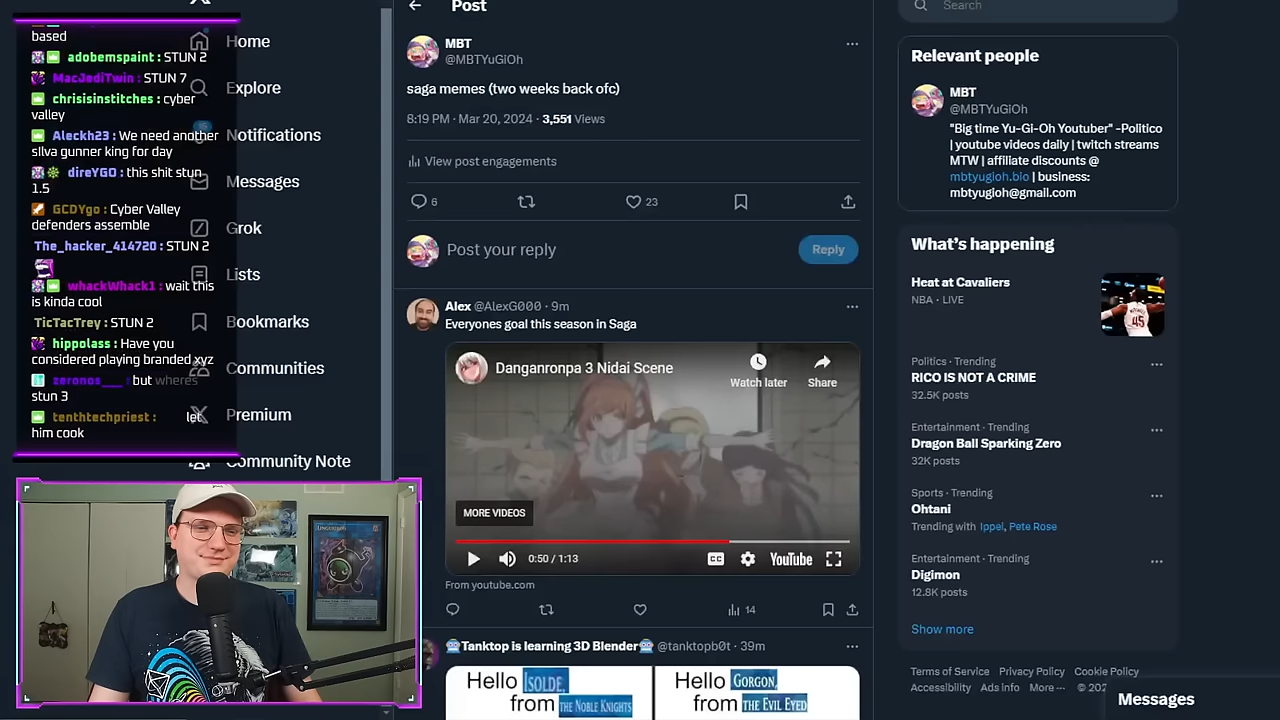 based
adobemspaint : STUN 2
MacJediTwin : STUN 7
chrisisinstitches : cyber
valley
Aleckh23 : We need another
sIlva gunner king for day
direYGO : this shit stun
1.5
GCDYgo : Cyber Valley
defenders assemble
The_hacker_414720 : STUN 2
whackWhack1 : wait this
is kinda cool
TicTacTrey : STUN 2
hippolass : Have you
considered playing branded xyz
zeronos___ : but wheres
stun 3
tenthtechpriest : let
him cook
Home
Explore
Notifications
Messages
Grok
Lists
Bookmarks
Communities
Premium
Community Note
Post
MBT
@MBTYuGiOh
saga memes (two weeks back ofc)
8:19 PM · Mar 20, 2024 · 3,551 Views
View post engagements
6
23
Post your reply
Reply
Alex @AlexG000 · 9m
Everyones goal this season in Saga
Danganronpa 3 Nidai Scene
Watch later
Share
MORE VIDEOS
0:50 / 1:13
CC
YouTube
From youtube.com
14
Tanktop is learning 3D Blender @tanktopb0t · 39m
Hello ISOLDE,
from THE NOBLE KNIGHTS
Hello GORGON,
from THE EVIL EYED
Search
Relevant people
MBT
@MBTYuGiOh
"Big time Yu-Gi-Oh Youtuber" -Politico
| youtube videos daily | twitch streams
MTW | affiliate discounts @
mbtyugioh.bio | business:
mbtyugioh@gmail.com
What's happening
Heat at Cavaliers
NBA · LIVE
45
Politics · Trending
RICO IS NOT A CRIME
32.5K posts
Entertainment · Trending
Dragon Ball Sparking Zero
32K posts
Sports · Trending
Ohtani
Trending with Ippei, Pete Rose
Entertainment · Trending
Digimon
12.8K posts
Show more
Terms of Service Privacy Policy Cookie Policy
Accessibility Ads info More ··· © 202
Messages